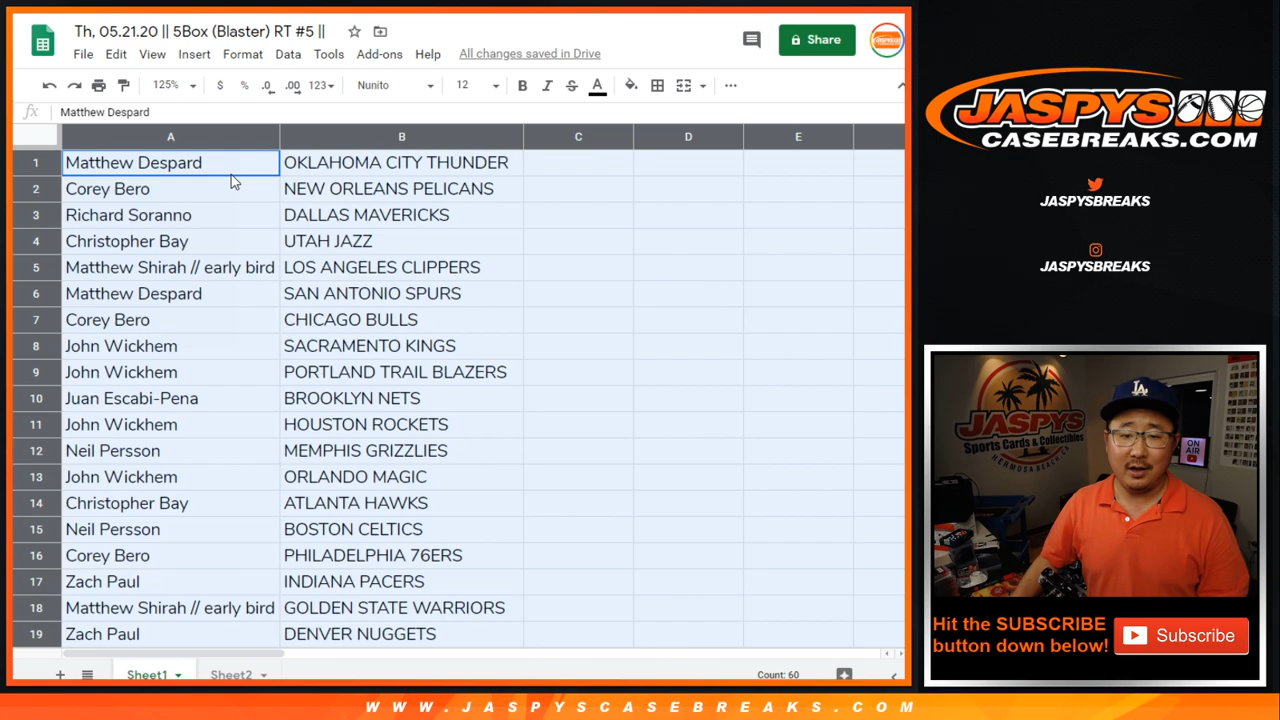 Th, 05.21.20 || 5Box (Blaster) RT #5 ||
File Edit View Insert Format Data Tools Add-ons Help All changes saved in Drive
Share
125% $ % .0 .00 123 Nunito 12 B I S A
fx Matthew Despard
A B C D E
1 Matthew Despard OKLAHOMA CITY THUNDER
2 Corey Bero NEW ORLEANS PELICANS
3 Richard Soranno DALLAS MAVERICKS
4 Christopher Bay UTAH JAZZ
5 Matthew Shirah // early bird LOS ANGELES CLIPPERS
6 Matthew Despard SAN ANTONIO SPURS
7 Corey Bero CHICAGO BULLS
8 John Wickhem SACRAMENTO KINGS
9 John Wickhem PORTLAND TRAIL BLAZERS
10 Juan Escabi-Pena BROOKLYN NETS
11 John Wickhem HOUSTON ROCKETS
12 Neil Persson MEMPHIS GRIZZLIES
13 John Wickhem ORLANDO MAGIC
14 Christopher Bay ATLANTA HAWKS
15 Neil Persson BOSTON CELTICS
16 Corey Bero PHILADELPHIA 76ERS
17 Zach Paul INDIANA PACERS
18 Matthew Shirah // early bird GOLDEN STATE WARRIORS
19 Zach Paul DENVER NUGGETS
Sheet1 Sheet2 Count: 60
JASPYS
CASEBREAKS.COM
JASPYSBREAKS
JASPYSBREAKS
JASPYS
Sports Cards & Collectibles
HERMOSA BEACH, CA
LA
ON
AIR
Hit the SUBSCRIBE
button down below!
Subscribe
WWW.JASPYSCASEBREAKS.COM